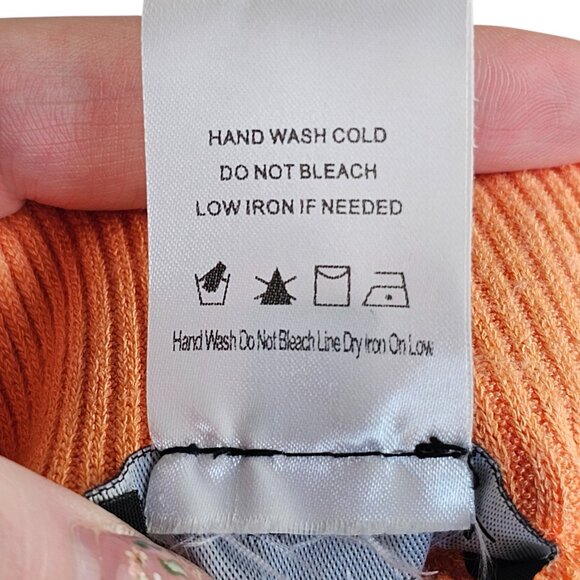 HAND WASH COLD
DO NOT BLEACH
LOW IRON IF NEEDED
Hand Wash Do Not Bleach Line Dry Iron On Low